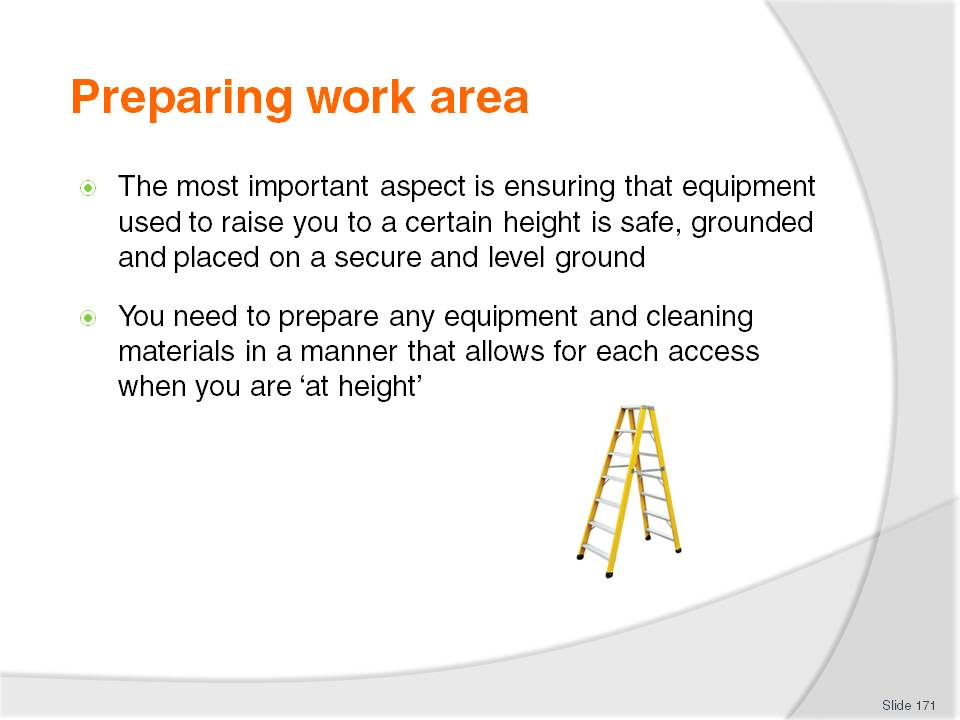 Preparing work area
The most important aspect is ensuring that equipment
used to raise you to a certain height is safe, grounded
and placed on a secure and level ground
You need to prepare any equipment and cleaning
materials in a manner that allows for each access
when you are ‘at height’
Slide 171